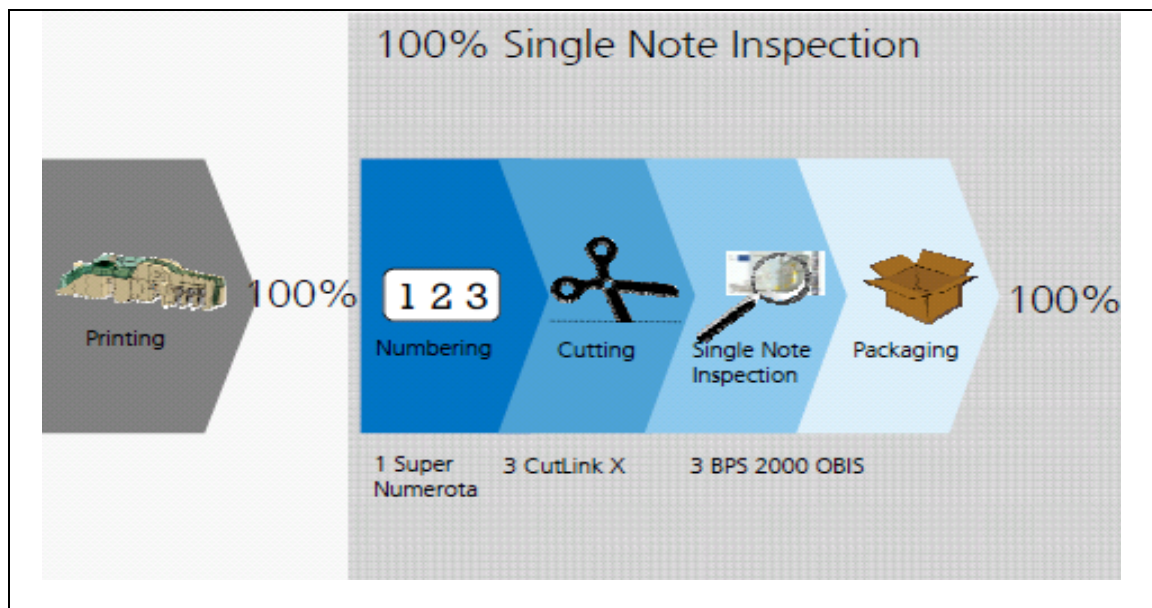 100% Single Note Inspection
100%
1 2 3
100%
Printing
Numbering
Cutting
Single Note
Inspection
Packaging
1 Super
Numerota
3 CutLink X
3 BPS 2000 OBIS